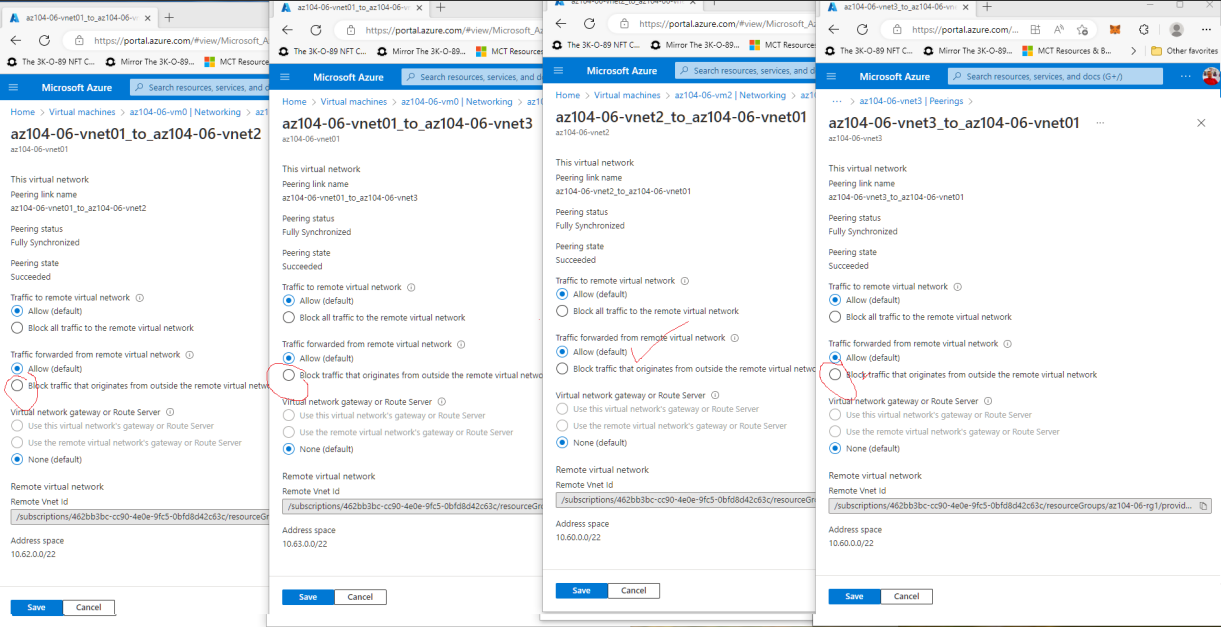 az104-06-vnet01_to_az104-06-vn
https://portal.azure.com/#view/Microsoft_A
The 3K-O-89 NFT C...
Mirror The 3K-O-89...
MCT Resource
Microsoft Azure
Search resources, services, and d
Home > Virtual machines > az104-06-vm0 | Networking > az1
az104-06-vnet01_to_az104-06-vnet2
az104-06-vnet01
This virtual network
Peering link name
az104-06-vnet01_to_az104-06-vnet2
Peering status
Fully Synchronized
Peering state
Succeeded
Traffic to remote virtual network
Allow (default)
Block all traffic to the remote virtual network
Traffic forwarded from remote virtual network
Allow (default)
Block traffic that originates from outside the remote virtual netwo
Virtual network gateway or Route Server
Use this virtual network's gateway or Route Server
Use the remote virtual network's gateway or Route Server
None (default)
Remote virtual network
Remote Vnet Id
/subscriptions/462bb3bc-cc90-4e0e-9fc5-0bfd8d42c63c/resourceGr
Address space
10.62.0.0/22
Save
Cancel
az104-06-vnet01_to_az104-06-vn
https://portal.azure.com/#view/Microsoft_Az
The 3K-O-89 NFT C...
Mirror The 3K-O-89...
MCT Resources
Microsoft Azure
Search resources, services, and do
Home > Virtual machines > az104-06-vm0 | Networking > az10
az104-06-vnet01_to_az104-06-vnet3
az104-06-vnet01
This virtual network
Peering link name
az104-06-vnet01_to_az104-06-vnet3
Peering status
Fully Synchronized
Peering state
Succeeded
Traffic to remote virtual network
Allow (default)
Block all traffic to the remote virtual network
Traffic forwarded from remote virtual network
Allow (default)
Block traffic that originates from outside the remote virtual netwo
Virtual network gateway or Route Server
Use this virtual network's gateway or Route Server
Use the remote virtual network's gateway or Route Server
None (default)
Remote virtual network
Remote Vnet Id
/subscriptions/462bb3bc-cc90-4e0e-9fc5-0bfd8d42c63c/resourceGro
Address space
10.63.0.0/22
Save
Cancel
az104-06-vnet2_to_az104-06-vn
https://portal.azure.com/#view/Microsoft_Az
The 3K-O-89 NFT C...
Mirror The 3K-O-89...
MCT Resources
Microsoft Azure
Search resources, services, and do
Home > Virtual machines > az104-06-vm2 | Networking > az10
az104-06-vnet2_to_az104-06-vnet01
az104-06-vnet2
This virtual network
Peering link name
az104-06-vnet2_to_az104-06-vnet01
Peering status
Fully Synchronized
Peering state
Succeeded
Traffic to remote virtual network
Allow (default)
Block all traffic to the remote virtual network
Traffic forwarded from remote virtual network
Allow (default)
Block traffic that originates from outside the remote virtual netwo
Virtual network gateway or Route Server
Use this virtual network's gateway or Route Server
Use the remote virtual network's gateway or Route Server
None (default)
Remote virtual network
Remote Vnet Id
/subscriptions/462bb3bc-cc90-4e0e-9fc5-0bfd8d42c63c/resourceGro
Address space
10.60.0.0/22
Save
Cancel
az104-06-vnet3_to_az104-06-vn
https://portal.azure.com/...
The 3K-O-89 NFT C...
Mirror The 3K-O-89...
MCT Resources & B...
Other favorites
Microsoft Azure
Search resources, services, and docs (G+/)
... > az104-06-vnet3 | Peerings >
az104-06-vnet3_to_az104-06-vnet01 ...
az104-06-vnet3
This virtual network
Peering link name
az104-06-vnet3_to_az104-06-vnet01
Peering status
Fully Synchronized
Peering state
Succeeded
Traffic to remote virtual network
Allow (default)
Block all traffic to the remote virtual network
Traffic forwarded from remote virtual network
Allow (default)
Block traffic that originates from outside the remote virtual network
Virtual network gateway or Route Server
Use this virtual network's gateway or Route Server
Use the remote virtual network's gateway or Route Server
None (default)
Remote virtual network
Remote Vnet Id
/subscriptions/462bb3bc-cc90-4e0e-9fc5-0bfd8d42c63c/resourceGroups/az104-06-rg1/provid...
Address space
10.60.0.0/22
Save
Cancel